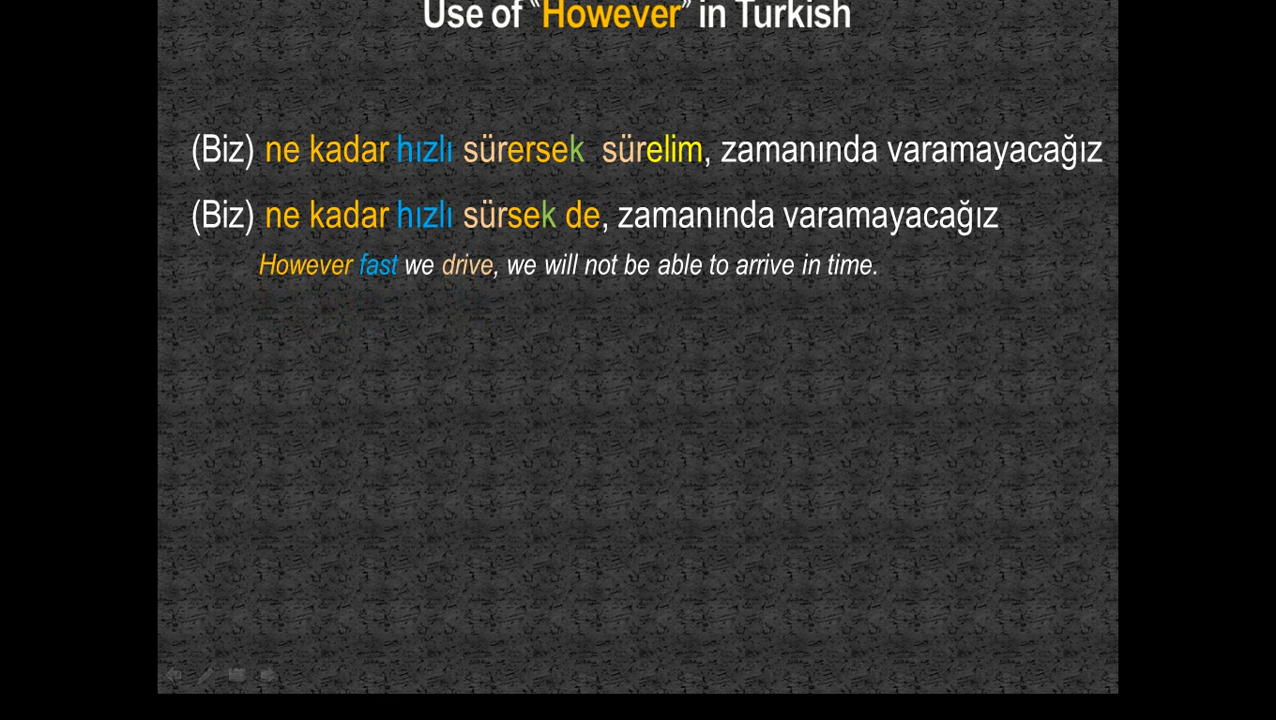 Use of “However” in Turkish
(Biz) ne kadar hızlı sürersek sürelim, zamanında varamayacağız
(Biz) ne kadar hızlı sürsek de, zamanında varamayacağız
However fast we drive, we will not be able to arrive in time.